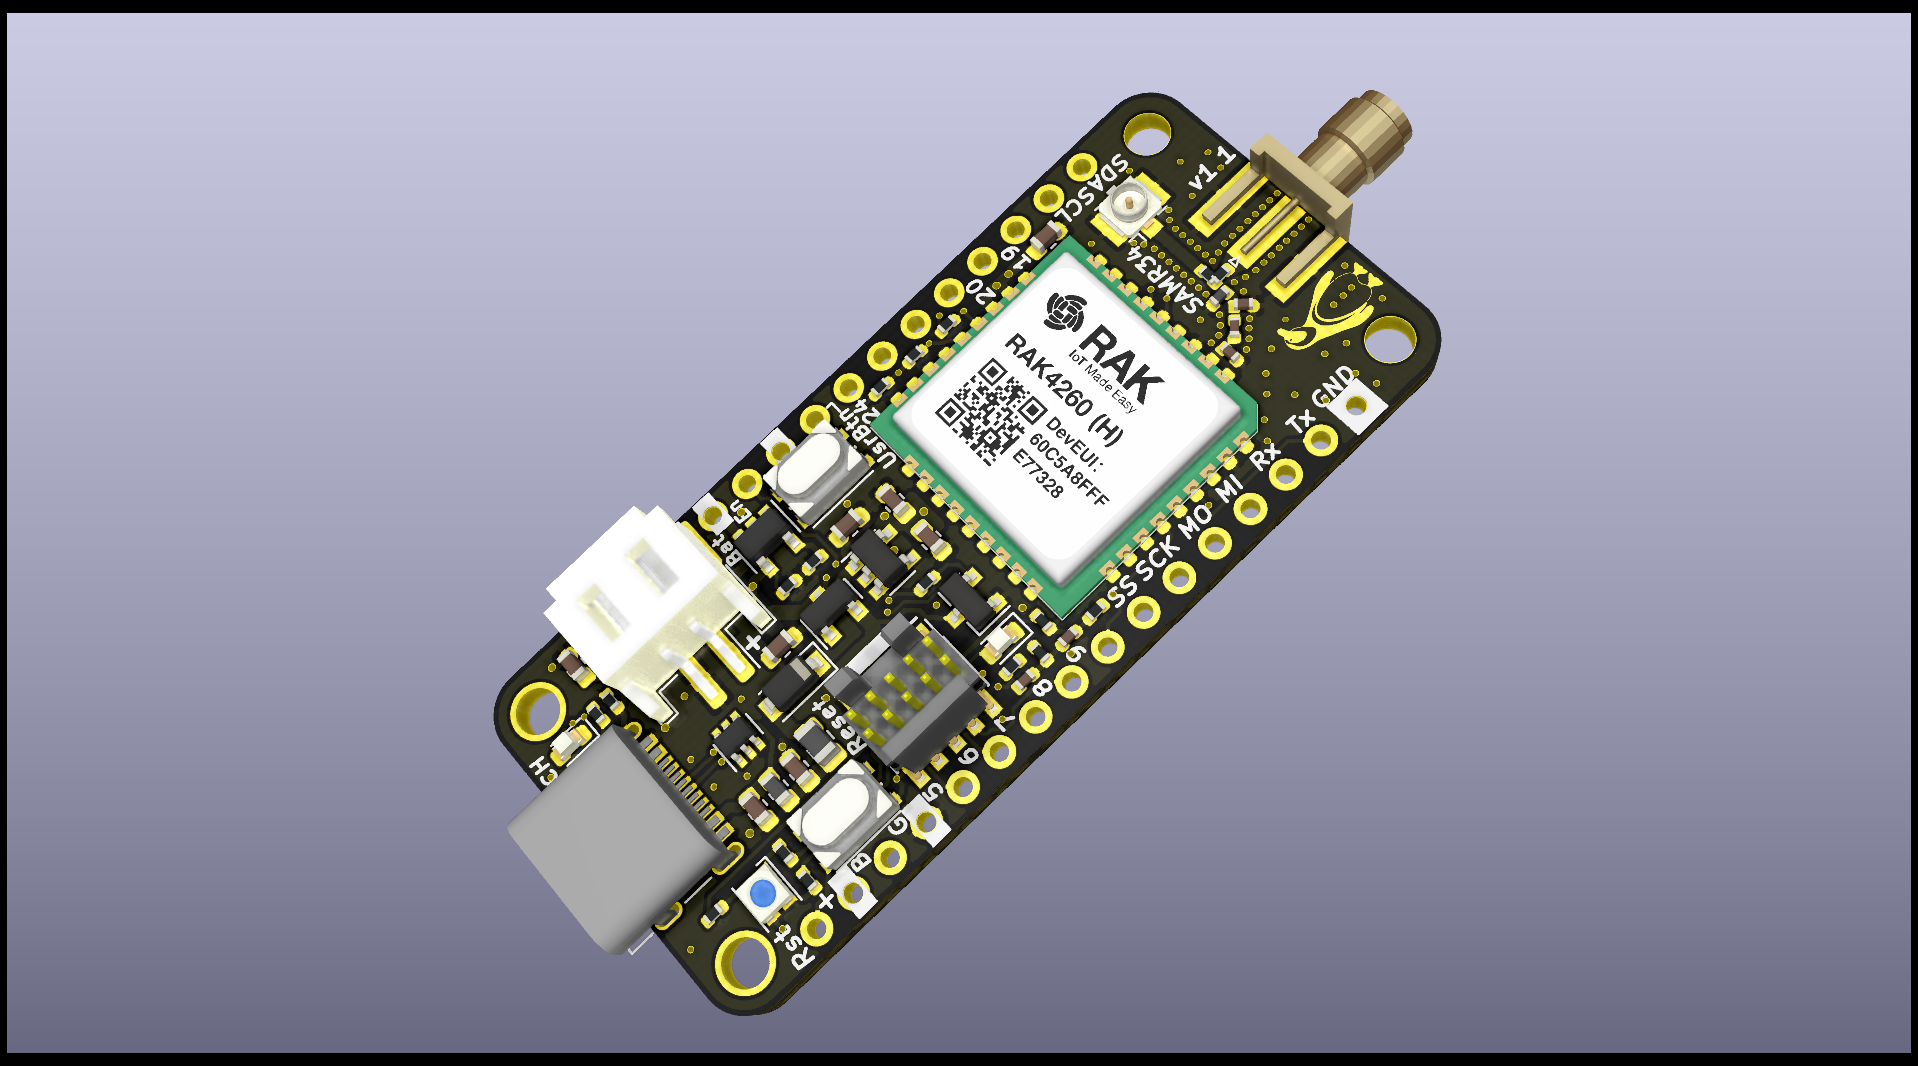 v1.1
SDA
SCL
19
20
SAMR34
RAK
IoT Made Easy
RAK4260 (H)
DevEUI:
60C5A8FFF
E77328
24
UsrBtn
En
Bat
+
Reset
CH
GND
Tx
Rx
MI
MO
SCK
SS
9
8
7
6
5
G
B
+
Rst